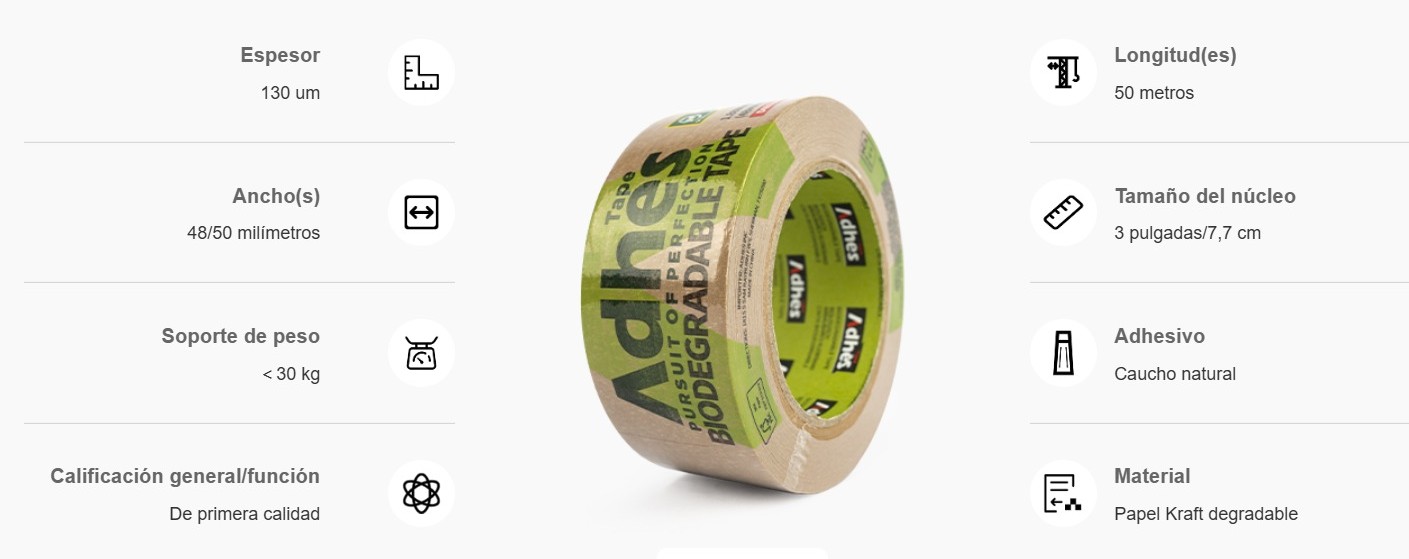 Espesor
130 um
Ancho(s)
48/50 milímetros
Soporte de peso
< 30 kg
Calificación general/función
De primera calidad
Adhes
Tape
PURSUIT OF PERFECTION
BIODEGRADABLE TAPE
Adhes
Adhes
Adhes
Longitud(es)
50 metros
Tamaño del núcleo
3 pulgadas/7,7 cm
Adhesivo
Caucho natural
Material
Papel Kraft degradable